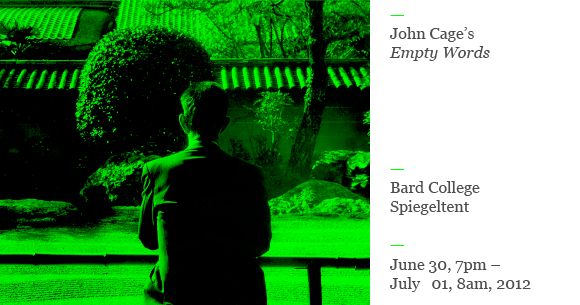 John Cage’s
Empty Words
Bard College
Spiegeltent
June 30, 7pm –
July 01, 8am, 2012